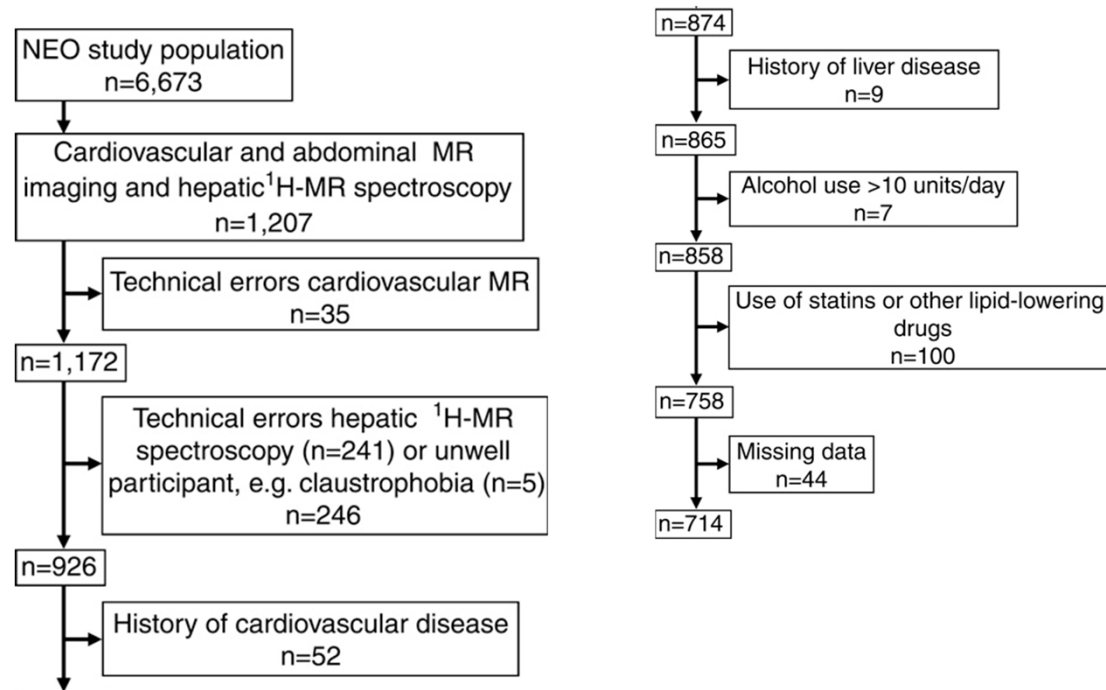 NEO study population
n=6,673
Cardiovascular and abdominal MR
imaging and hepatic ¹H-MR spectroscopy
n=1,207
Technical errors cardiovascular MR
n=35
n=1,172
Technical errors hepatic ¹H-MR
spectroscopy (n=241) or unwell
participant, e.g. claustrophobia (n=5)
n=246
n=926
History of cardiovascular disease
n=52
n=874
History of liver disease
n=9
n=865
Alcohol use >10 units/day
n=7
n=858
Use of statins or other lipid-lowering
drugs
n=100
n=758
Missing data
n=44
n=714